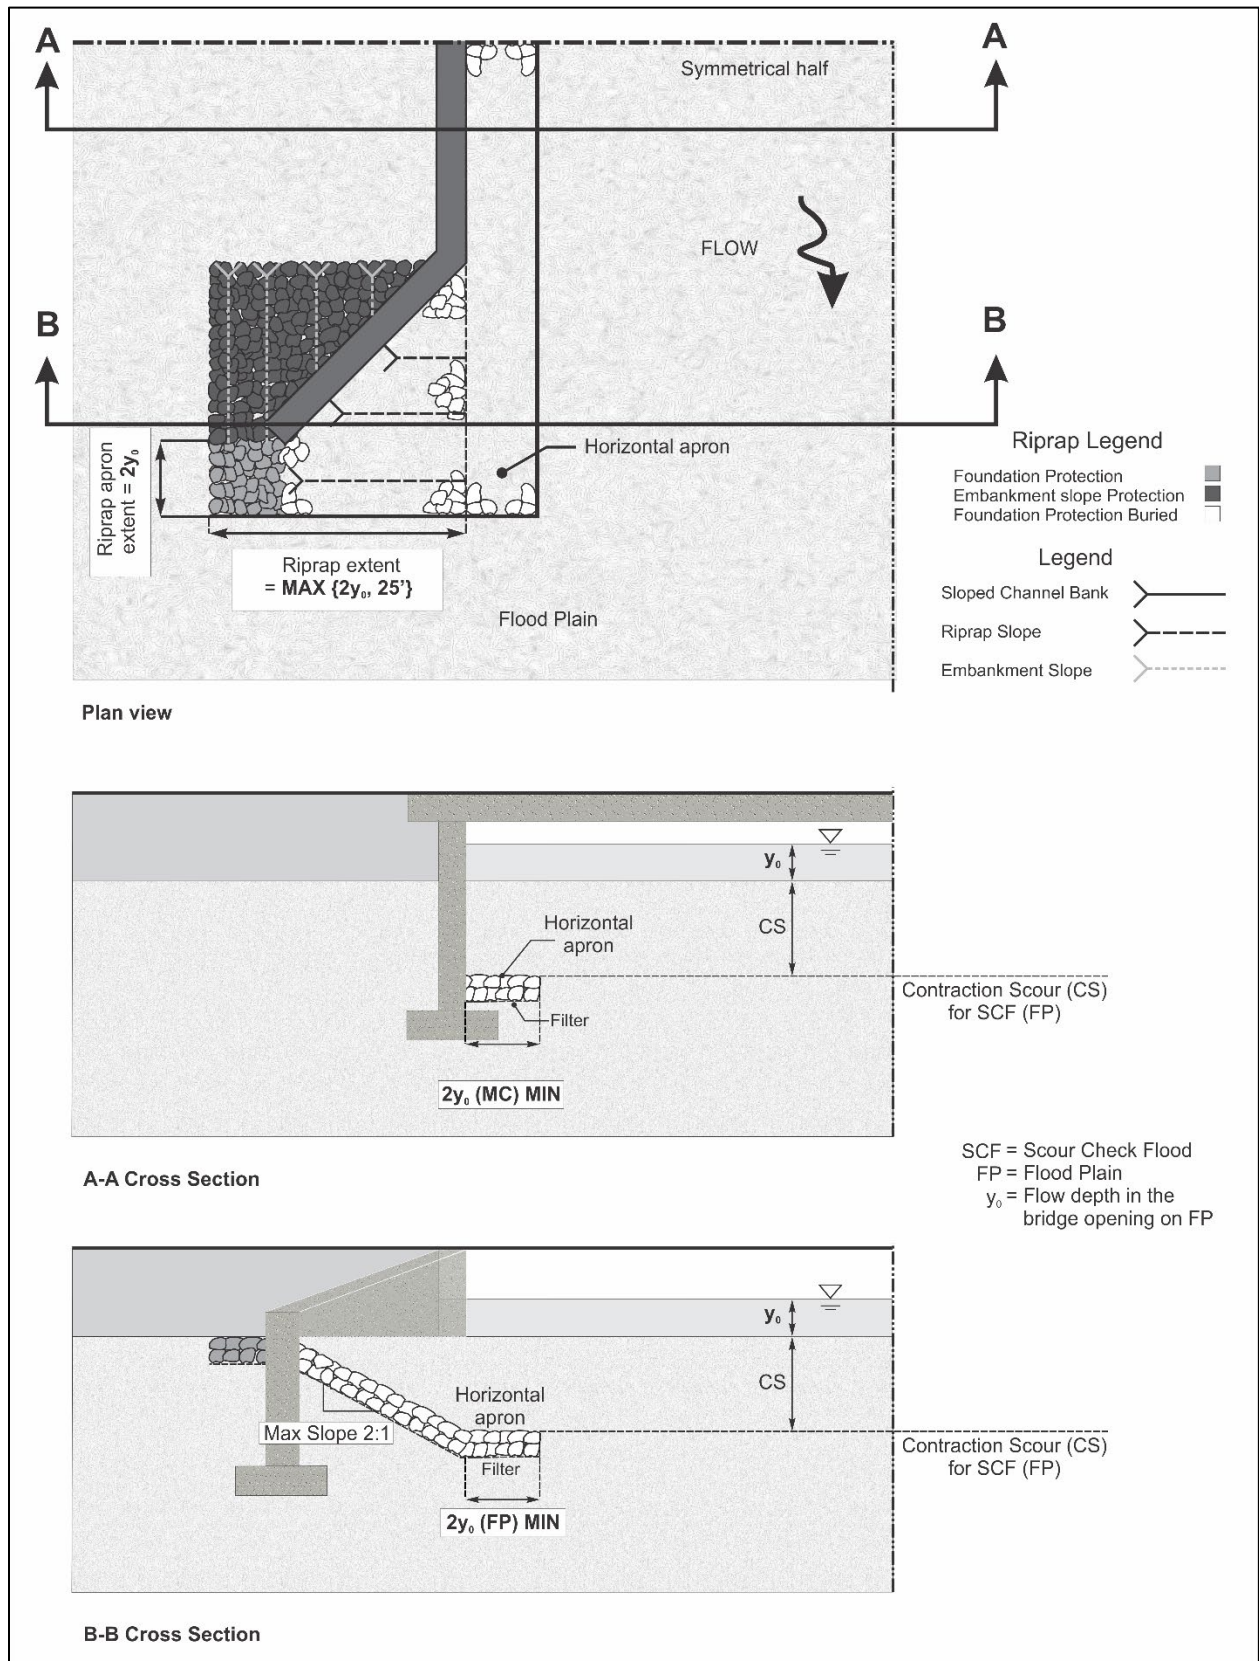 A
A
Symmetrical half
FLOW
B
B
Riprap apron
extent = 2y₀
Horizontal apron
Riprap extent
= MAX {2y₀, 25'}
Flood Plain
Riprap Legend
Foundation Protection
Embankment slope Protection
Foundation Protection Buried
Legend
Sloped Channel Bank
Riprap Slope
Embankment Slope
Plan view
y₀
CS
Horizontal
apron
Filter
Contraction Scour (CS)
for SCF (FP)
2y₀ (MC) MIN
A-A Cross Section
SCF = Scour Check Flood
FP = Flood Plain
y₀ = Flow depth in the
bridge opening on FP
y₀
CS
Horizontal
apron
Max Slope 2:1
Filter
Contraction Scour (CS)
for SCF (FP)
2y₀ (FP) MIN
B-B Cross Section